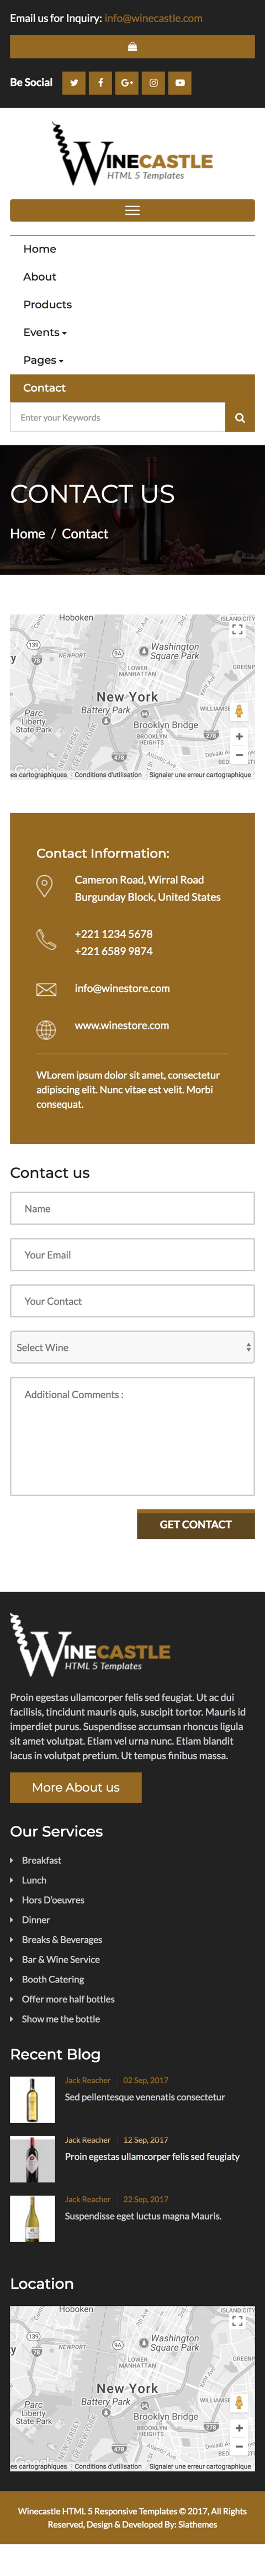 Email us for Inquiry: info@winecastle.com
Be Social
WINECASTLE
HTML 5 Templates
Home
About
Products
Events
Pages
Contact
Enter your Keywords
CONTACT US
Home / Contact
Hoboken
ISLAND CITY
139
78
NEWPORT
9A
Washington
Square Park
LOWER
MANHATTAN
GREENP
New York
Parc
Liberty
State Park
Battery Park
Brooklyn Bridge
WILLIAMS
BROOKLYN
HEIGHTS
478
278
Google
es cartographiques
Conditions d'utilisation
Signaler une erreur cartographique
Contact Information:
Cameron Road, Wirral Road
Burgunday Block, United States
+221 1234 5678
+221 6589 9874
info@winestore.com
www.winestore.com
WLorem ipsum dolor sit amet, consectetur
adipiscing elit. Nunc vitae est velit. Morbi
consequat.
Contact us
Name
Your Email
Your Contact
Select Wine
Additional Comments :
GET CONTACT
WINECASTLE
HTML 5 Templates
Proin egestas ullamcorper felis sed feugiat. Ut ac dui
facilisis, tincidunt mauris quis, suscipit tortor. Mauris id
imperdiet purus. Suspendisse accumsan rhoncus ligula
sit amet volutpat. Etiam vel urna nunc. Etiam blandit
lacus in volutpat pretium. Ut tempus finibus massa.
More About us
Our Services
Breakfast
Lunch
Hors D'oeuvres
Dinner
Breaks & Beverages
Bar & Wine Service
Booth Catering
Offer more half bottles
Show me the bottle
Recent Blog
Jack Reacher | 02 Sep, 2017
Sed pellentesque venenatis consectetur
Jack Reacher | 12 Sep, 2017
Proin egestas ullamcorper felis sed feugiaty
Jack Reacher | 22 Sep, 2017
Suspendisse eget luctus magna Mauris.
Location
Hoboken
ISLAND CITY
139
78
NEWPORT
9A
Washington
Square Park
LOWER
MANHATTAN
GREENP
New York
Parc
Liberty
State Park
Battery Park
Brooklyn Bridge
WILLIAMS
BROOKLYN
HEIGHTS
478
278
Google
es cartographiques
Conditions d'utilisation
Signaler une erreur cartographique
Winecastle HTML 5 Responsive Templates © 2017, All Rights
Reserved, Design & Developed By: Siathemes